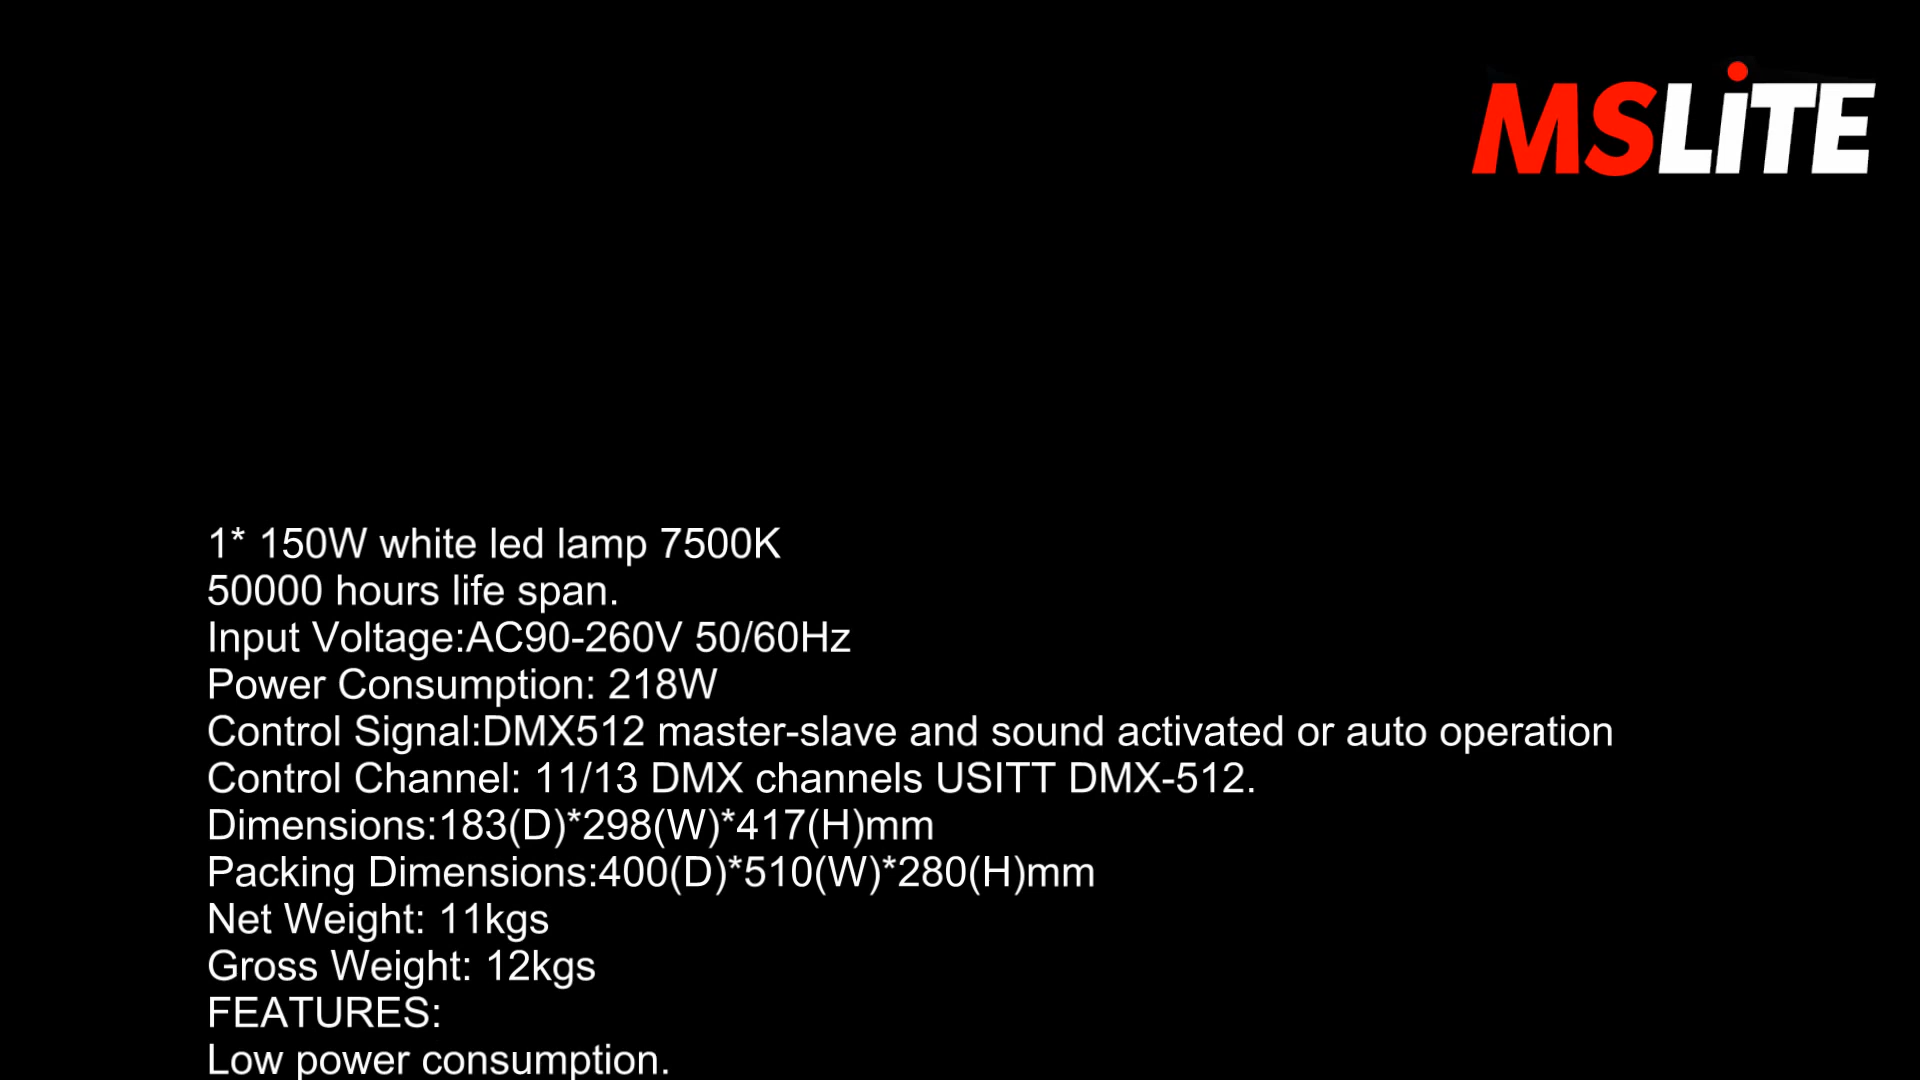 MSLiTE
1* 150W white led lamp 7500K
50000 hours life span.
Input Voltage:AC90-260V 50/60Hz
Power Consumption: 218W
Control Signal:DMX512 master-slave and sound activated or auto operation
Control Channel: 11/13 DMX channels USITT DMX-512.
Dimensions:183(D)*298(W)*417(H)mm
Packing Dimensions:400(D)*510(W)*280(H)mm
Net Weight: 11kgs
Gross Weight: 12kgs
FEATURES:
Low power consumption.